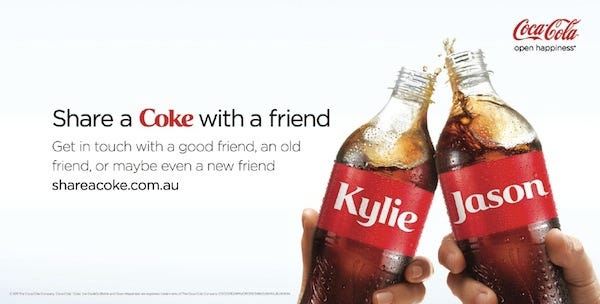 Coca-Cola
open happiness
Share a Coke with a friend
Get in touch with a good friend, an old
friend, or maybe even a new friend
shareacoke.com.au
Kylie
Jason